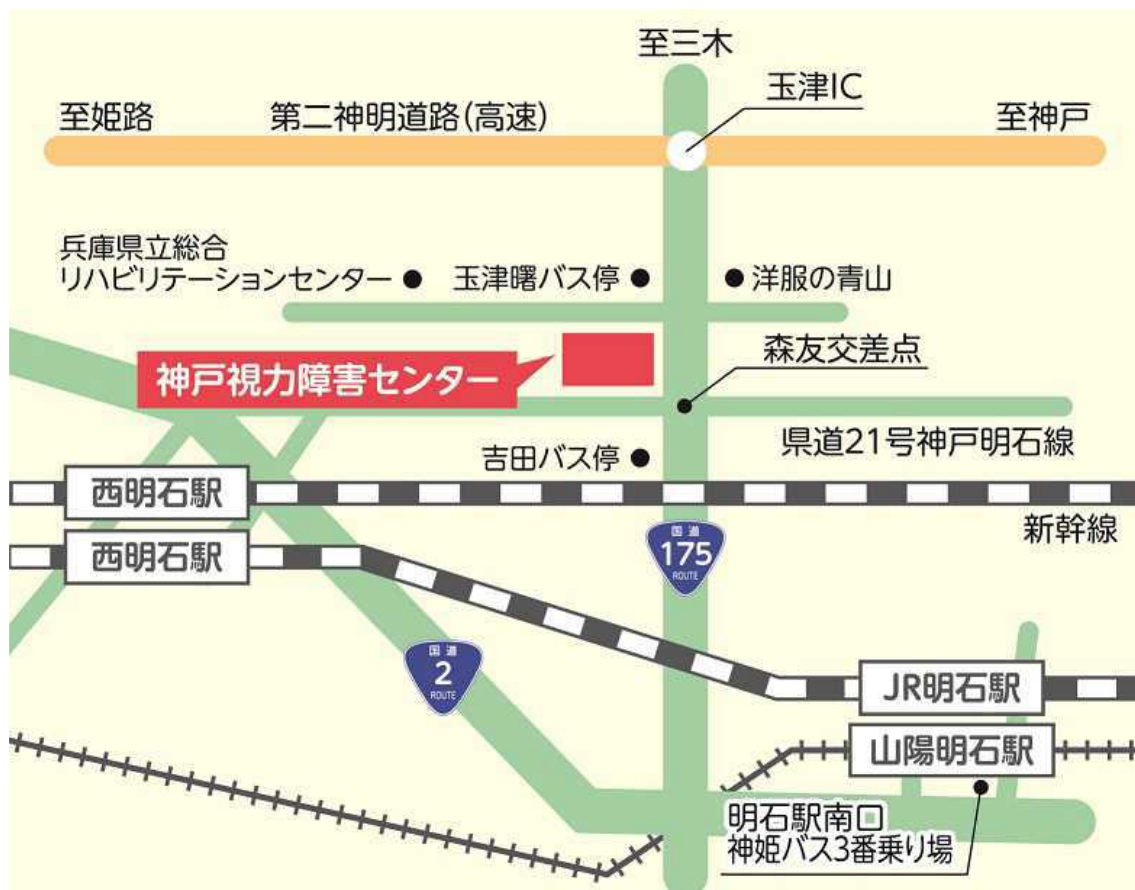 至三木
玉津IC
至姫路
第二神明道路(高速)
至神戸
兵庫県立総合
リハビリテーションセンター
玉津曙バス停
洋服の青山
神戸視力障害センター
森友交差点
県道21号神戸明石線
吉田バス停
西明石駅
新幹線
西明石駅
国道
175
ROUTE
国道
2
ROUTE
JR明石駅
山陽明石駅
明石駅南口
神姫バス3番乗り場